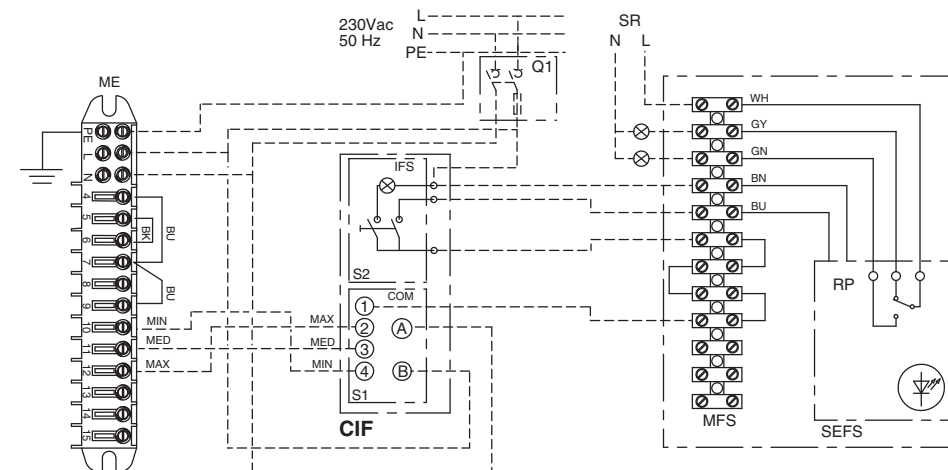 230Vac
50 Hz
L
N
PE
Q1
SR
N L
ME
PE
L
N
4
5
6
7
8
9
10
11
12
13
14
15
BK
BU
BU
MIN
MED
MAX
IFS
S2
COM
1
2
3
4
A
B
MAX
MED
MIN
S1
CIF
WH
GY
GN
BN
BU
MFS
RP
SEFS